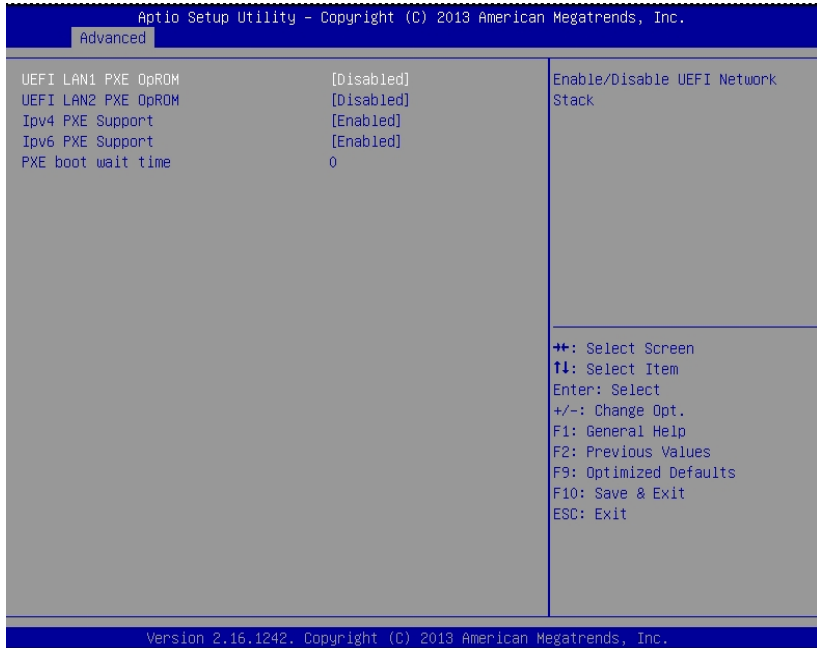 Aptio Setup Utility – Copyright (C) 2013 American Megatrends, Inc.
Advanced
UEFI LAN1 PXE OpROM [Disabled]
UEFI LAN2 PXE OpROM [Disabled]
Ipv4 PXE Support [Enabled]
Ipv6 PXE Support [Enabled]
PXE boot wait time 0
Enable/Disable UEFI Network
Stack
→←: Select Screen
↑↓: Select Item
Enter: Select
+/-: Change Opt.
F1: General Help
F2: Previous Values
F9: Optimized Defaults
F10: Save & Exit
ESC: Exit
Version 2.16.1242. Copyright (C) 2013 American Megatrends, Inc.